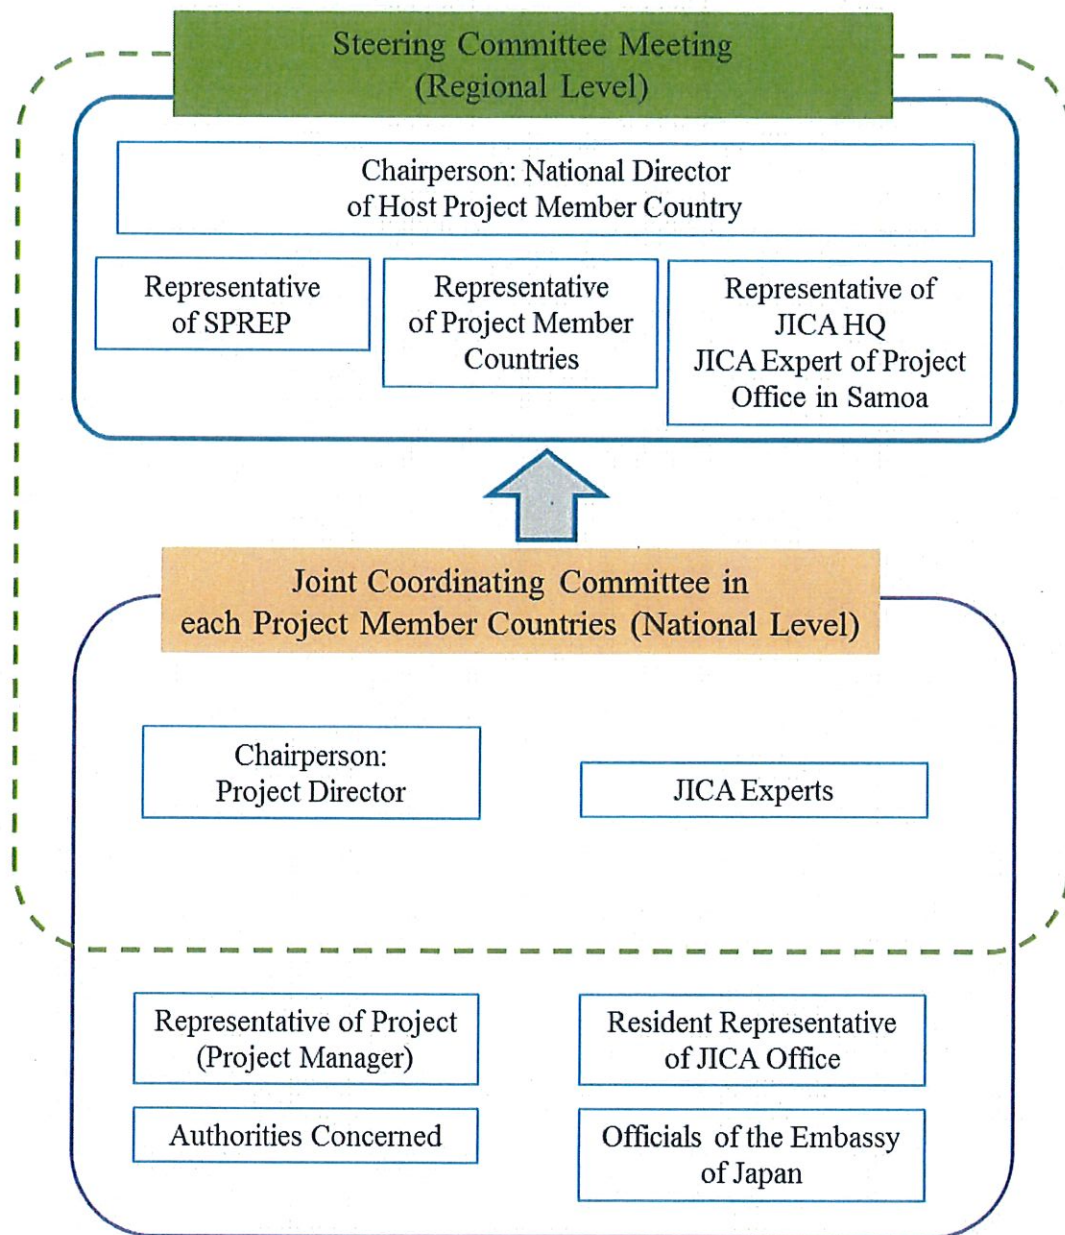 Steering Committee Meeting
(Regional Level)
Chairperson: National Director
of Host Project Member Country
Representative
of SPREP
Representative
of Project Member
Countries
Representative of
JICA HQ
JICA Expert of Project
Office in Samoa
Joint Coordinating Committee in
each Project Member Countries (National Level)
Chairperson:
Project Director
JICA Experts
Representative of Project
(Project Manager)
Resident Representative
of JICA Office
Authorities Concerned
Officials of the Embassy
of Japan